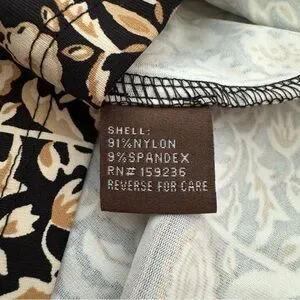 SHELL:
91%NYLON
9%SPANDEX
RN# 159236
REVERSE FOR CARE